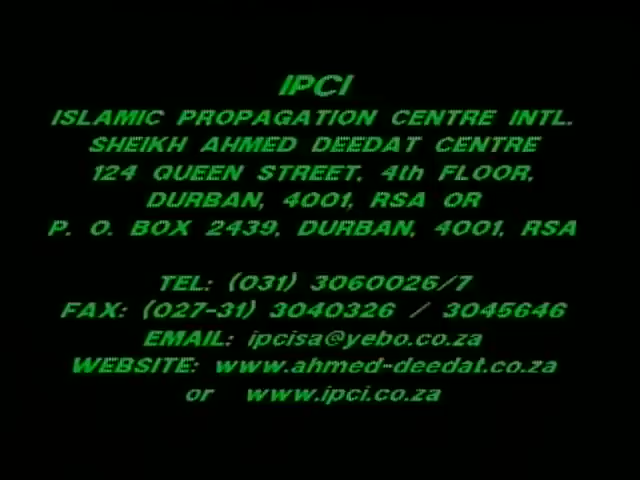 IPCI
ISLAMIC PROPAGATION CENTRE INTL.
SHEIKH AHMED DEEDAT CENTRE
124 QUEEN STREET, 4th FLOOR,
DURBAN, 4001, RSA OR
P. O. BOX 2439, DURBAN, 4001, RSA
TEL: (031) 3060026/7
FAX: (027-31) 3040326 / 3045646
EMAIL: ipcisa@yebo.co.za
WEBSITE: www.ahmed-deedat.co.za
or www.ipci.co.za